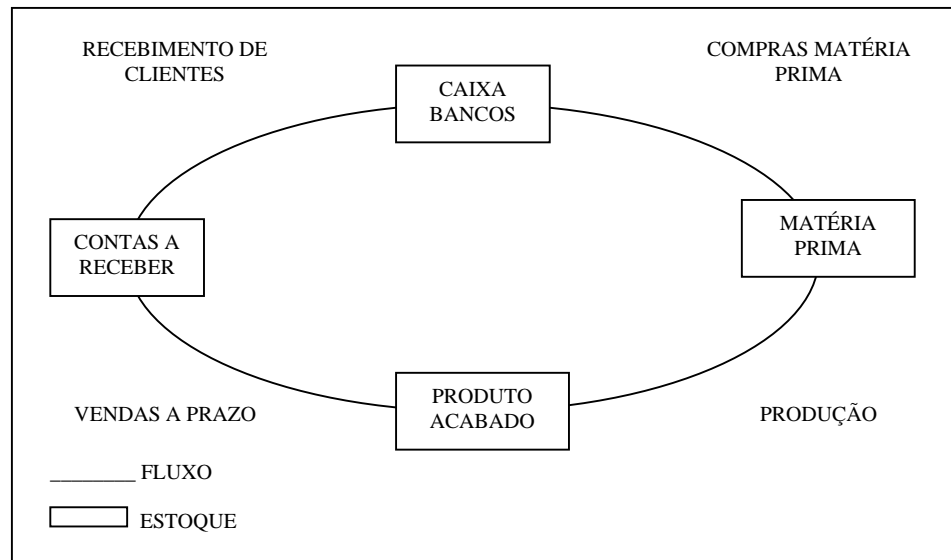 RECEBIMENTO DE
CLIENTES
COMPRAS MATÉRIA
PRIMA
CAIXA
BANCOS
CONTAS A
RECEBER
MATÉRIA
PRIMA
PRODUTO
ACABADO
VENDAS A PRAZO
PRODUÇÃO
________ FLUXO
ESTOQUE